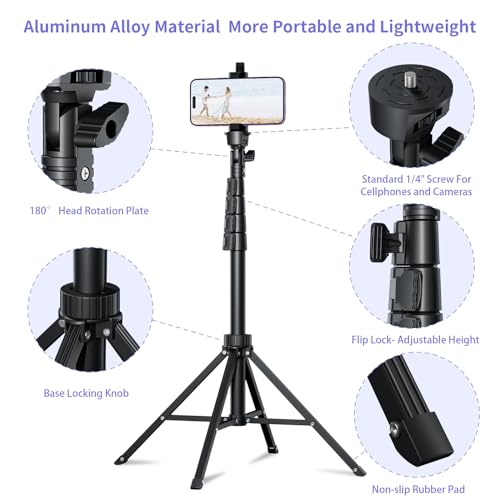 Aluminum Alloy Material  More Portable and Lightweight
180° Head Rotation Plate
Standard 1/4" Screw For
Cellphones and Cameras
Flip Lock- Adjustable Height
Base Locking Knob
Non-slip Rubber Pad